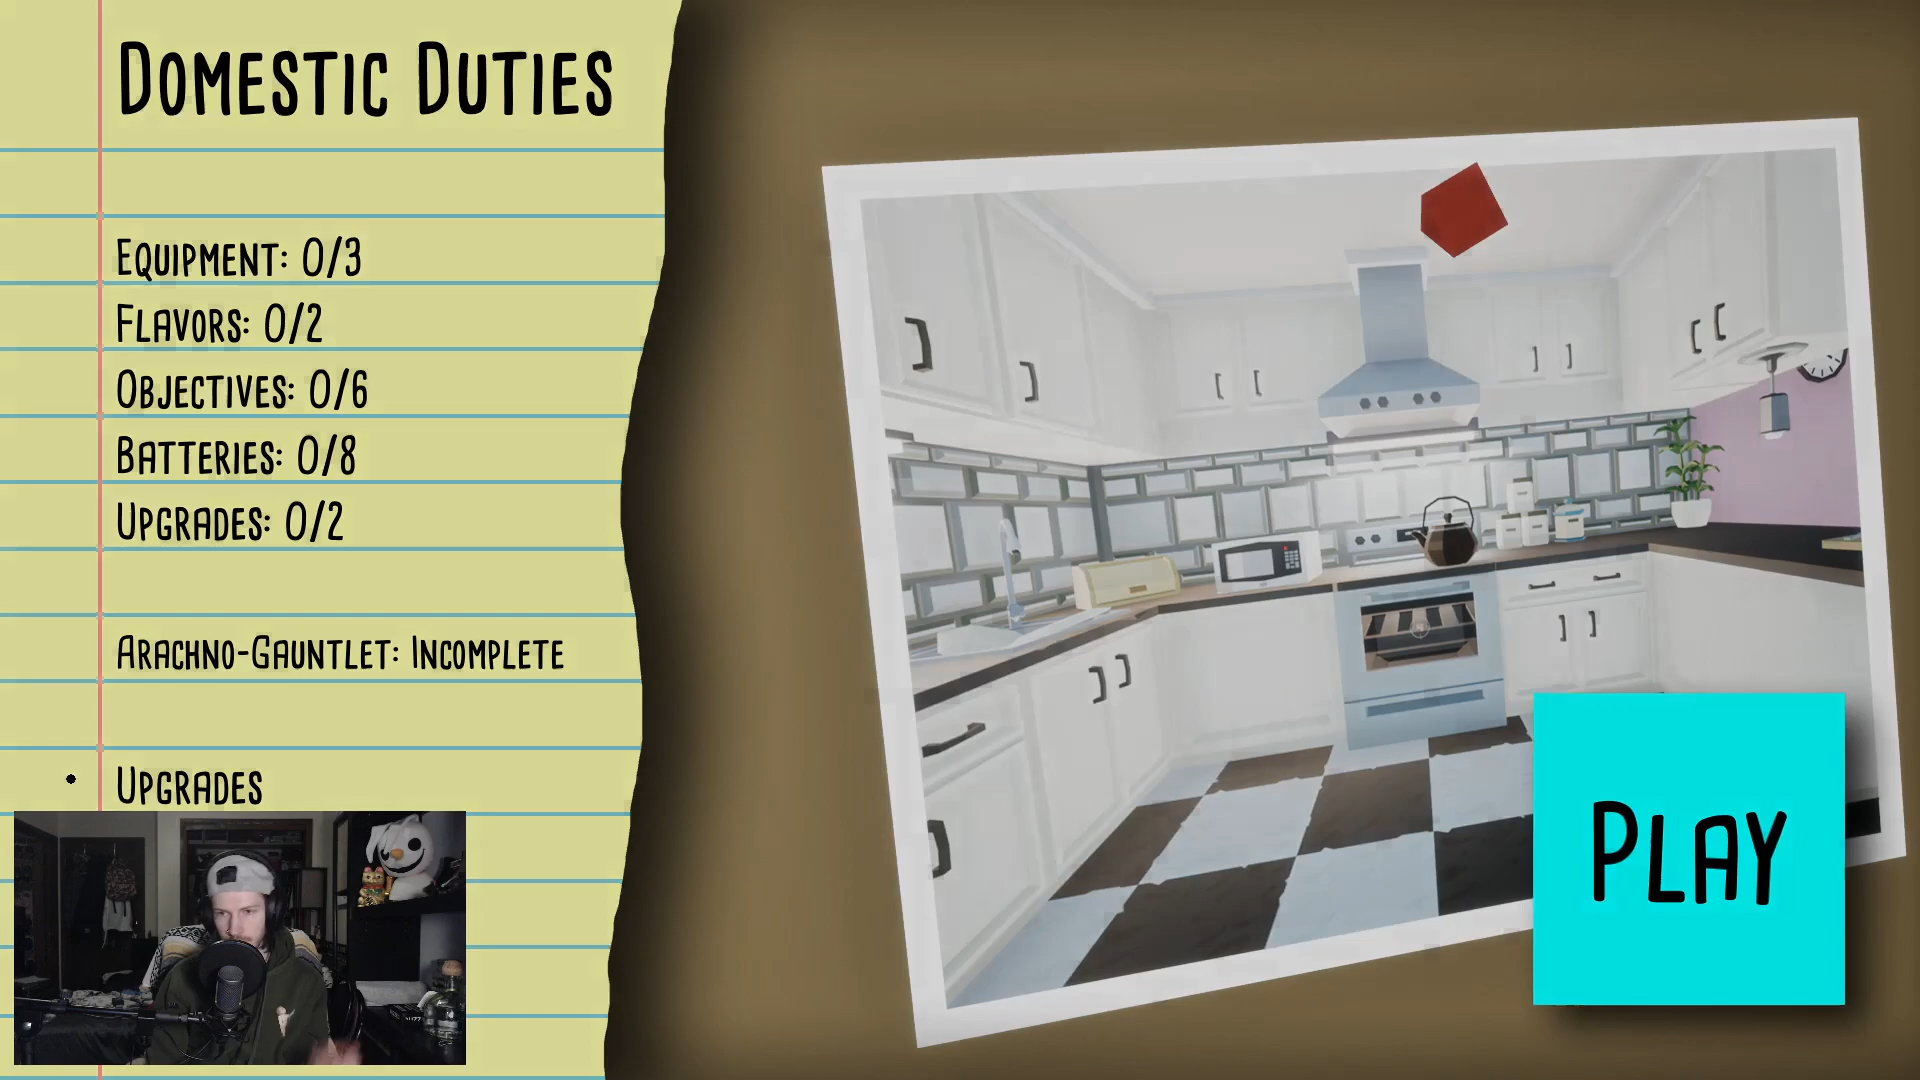 Domestic Duties
Equipment: 0/3
Flavors: 0/2
Objectives: 0/6
Batteries: 0/8
Upgrades: 0/2
Arachno-Gauntlet: Incomplete
• Upgrades
Play